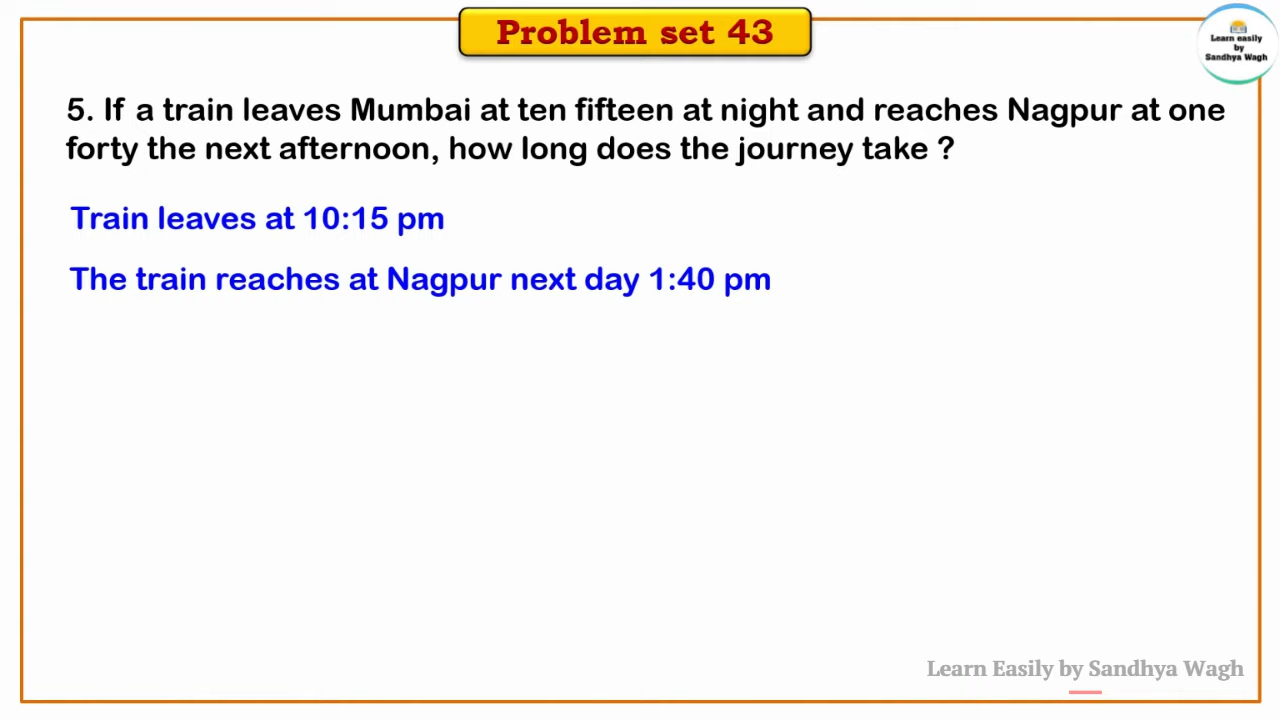 Problem set 43
Learn easily
by
Sandhya Wagh
5. If a train leaves Mumbai at ten fifteen at night and reaches Nagpur at one
forty the next afternoon, how long does the journey take ?
Train leaves at 10:15 pm
The train reaches at Nagpur next day 1:40 pm
Learn Easily by Sandhya Wagh